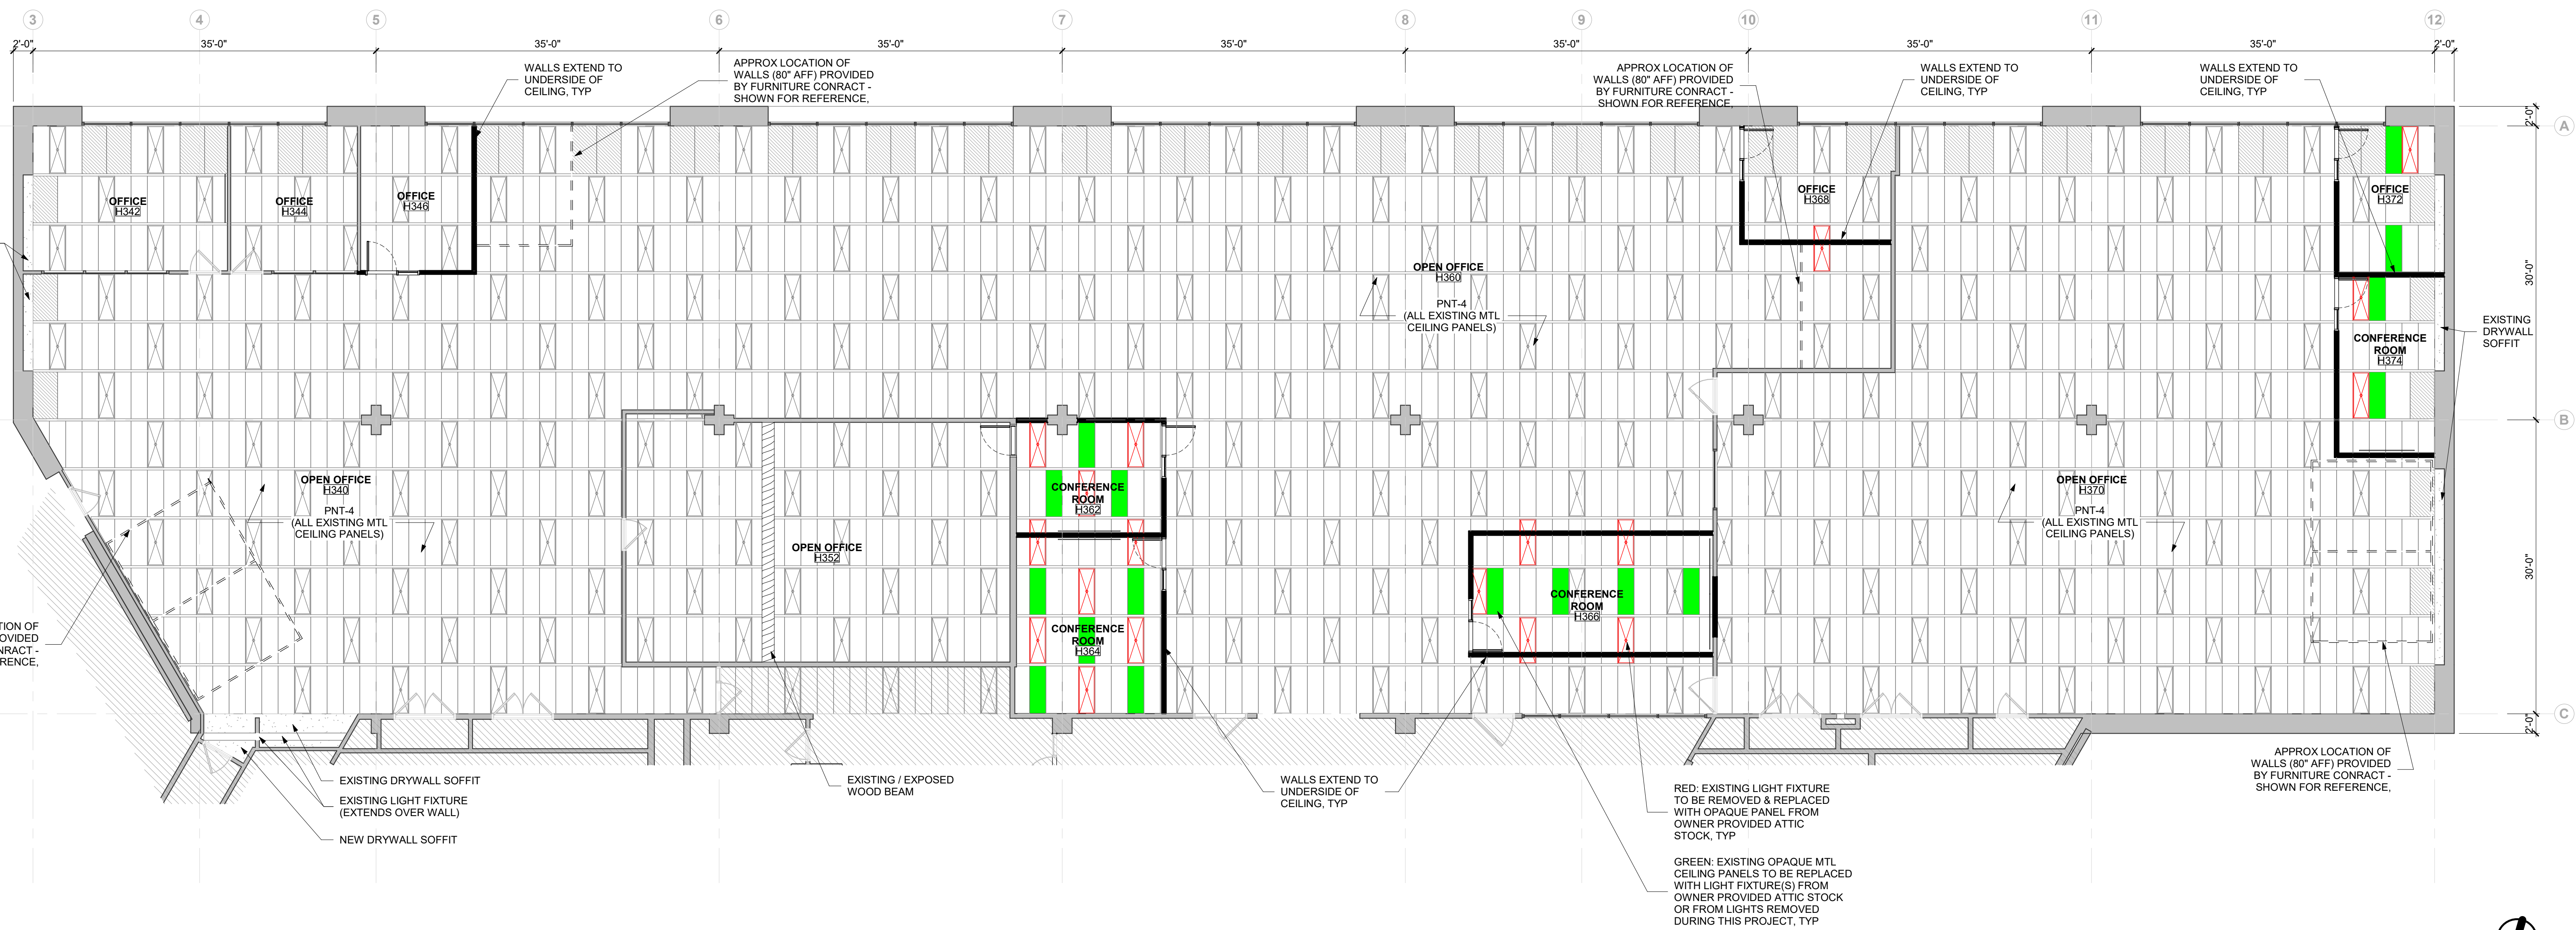 3
4
5
6
7
8
9
10
11
12
2'-0"
35'-0"
35'-0"
35'-0"
35'-0"
35'-0"
35'-0"
35'-0"
2'-0"
WALLS EXTEND TO
UNDERSIDE OF
CEILING, TYP
APPROX LOCATION OF
WALLS (80" AFF) PROVIDED
BY FURNITURE CONRACT -
SHOWN FOR REFERENCE,
APPROX LOCATION OF
WALLS (80" AFF) PROVIDED
BY FURNITURE CONRACT -
SHOWN FOR REFERENCE,
WALLS EXTEND TO
UNDERSIDE OF
CEILING, TYP
WALLS EXTEND TO
UNDERSIDE OF
CEILING, TYP
2'-0"
A
OFFICE
H342
OFFICE
H344
OFFICE
H346
OFFICE
H368
OFFICE
H372
OPEN OFFICE
H360
PNT-4
(ALL EXISTING MTL
CEILING PANELS)
30'-0"
EXISTING
DRYWALL
SOFFIT
CONFERENCE
ROOM
H374
B
OPEN OFFICE
H340
PNT-4
(ALL EXISTING MTL
CEILING PANELS)
CONFERENCE
ROOM
H362
OPEN OFFICE
H352
OPEN OFFICE
H370
PNT-4
(ALL EXISTING MTL
CEILING PANELS)
30'-0"
CONFERENCE
ROOM
H366
CONFERENCE
ROOM
H364
TION OF
OVIDED
NRACT -
RENCE,
C
2'-0"
EXISTING DRYWALL SOFFIT
EXISTING LIGHT FIXTURE
(EXTENDS OVER WALL)
NEW DRYWALL SOFFIT
EXISTING / EXPOSED
WOOD BEAM
WALLS EXTEND TO
UNDERSIDE OF
CEILING, TYP
RED: EXISTING LIGHT FIXTURE
TO BE REMOVED & REPLACED
WITH OPAQUE PANEL FROM
OWNER PROVIDED ATTIC
STOCK, TYP
GREEN: EXISTING OPAQUE MTL
CEILING PANELS TO BE REPLACED
WITH LIGHT FIXTURE(S) FROM
OWNER PROVIDED ATTIC STOCK
OR FROM LIGHTS REMOVED
DURING THIS PROJECT, TYP
APPROX LOCATION OF
WALLS (80" AFF) PROVIDED
BY FURNITURE CONRACT -
SHOWN FOR REFERENCE,